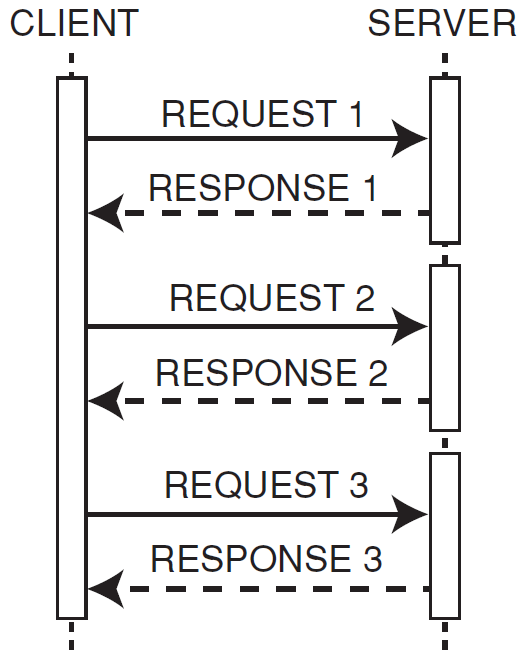 CLIENT SERVER
REQUEST 1
RESPONSE 1
REQUEST 2
RESPONSE 2
REQUEST 3
RESPONSE 3